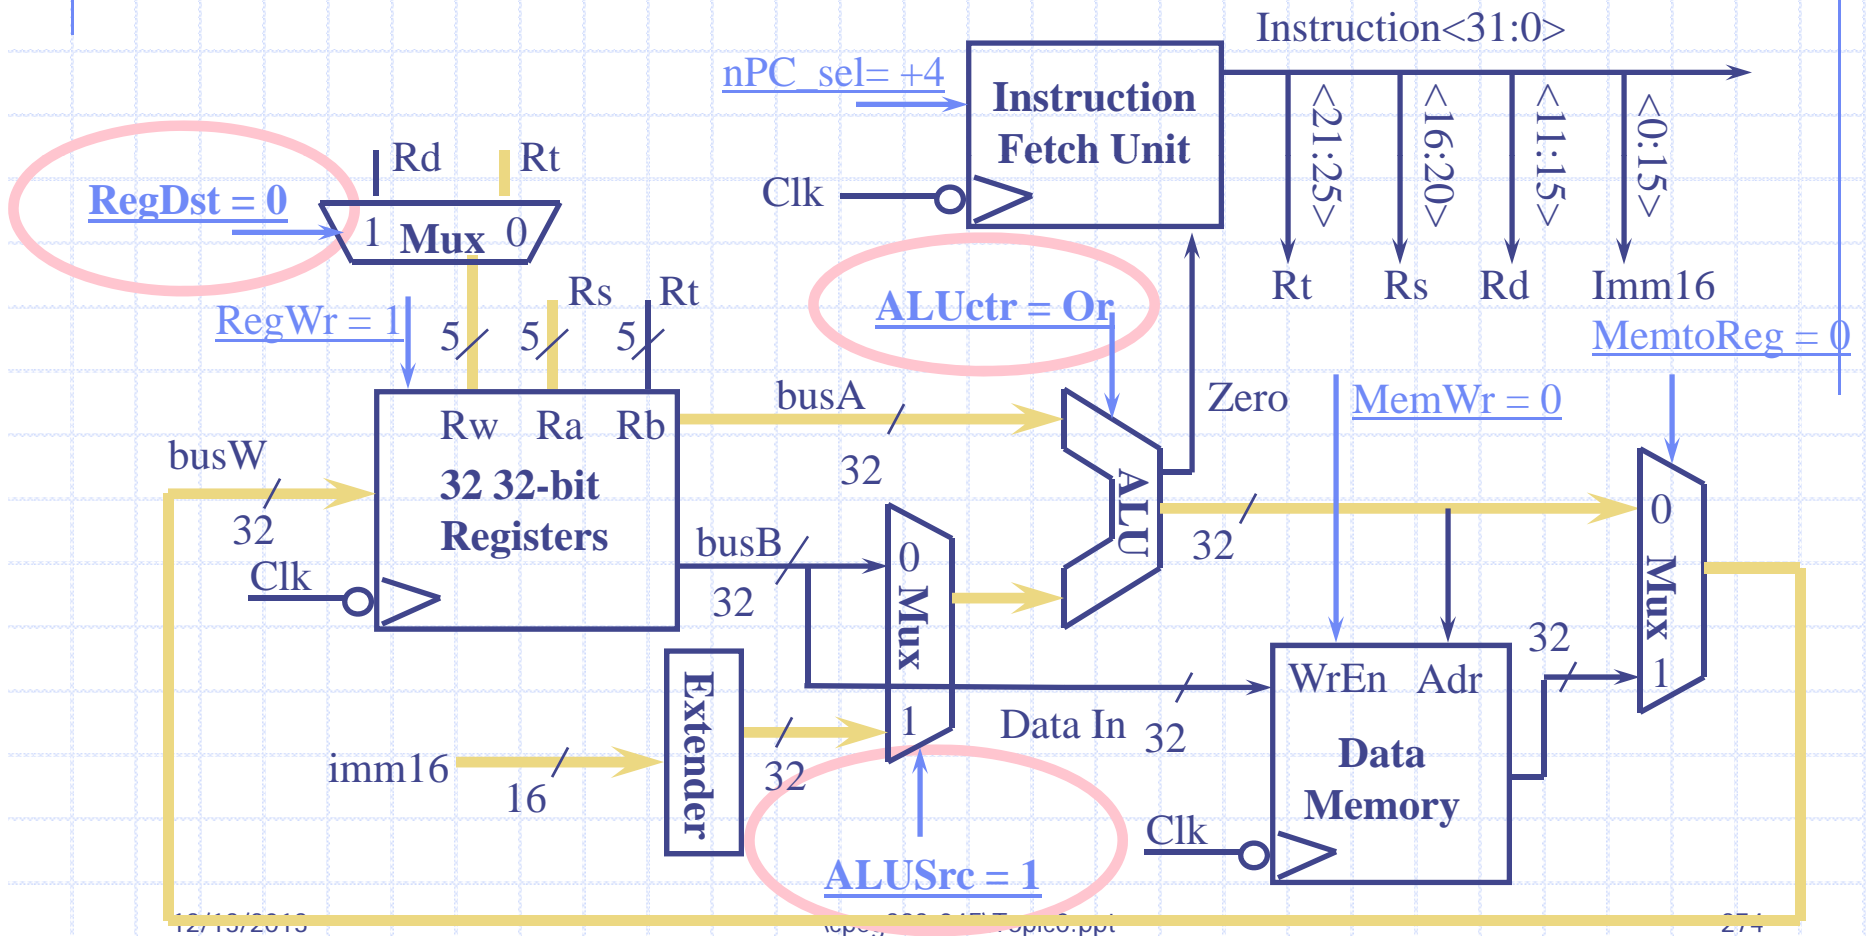 Instruction<31:0>
nPC_sel= +4
Instruction
Fetch Unit
Clk
<21:25>
<16:20>
<11:15>
<0:15>
Rt
Rs
Rd
Imm16
Rd
Rt
RegDst = 0
1
Mux
0
Rs
Rt
RegWr = 1
5
5
5
ALUctr = Or
MemtoReg = 0
Zero
MemWr = 0
busA
32
Rw
Ra
Rb
busW
32
32 32-bit
Registers
Clk
busB
32
0
Mux
1
ALU
32
0
Mux
1
32
WrEn
Adr
Data In
32
Data
Memory
Clk
Extender
imm16
16
32
ALUSrc = 1
274